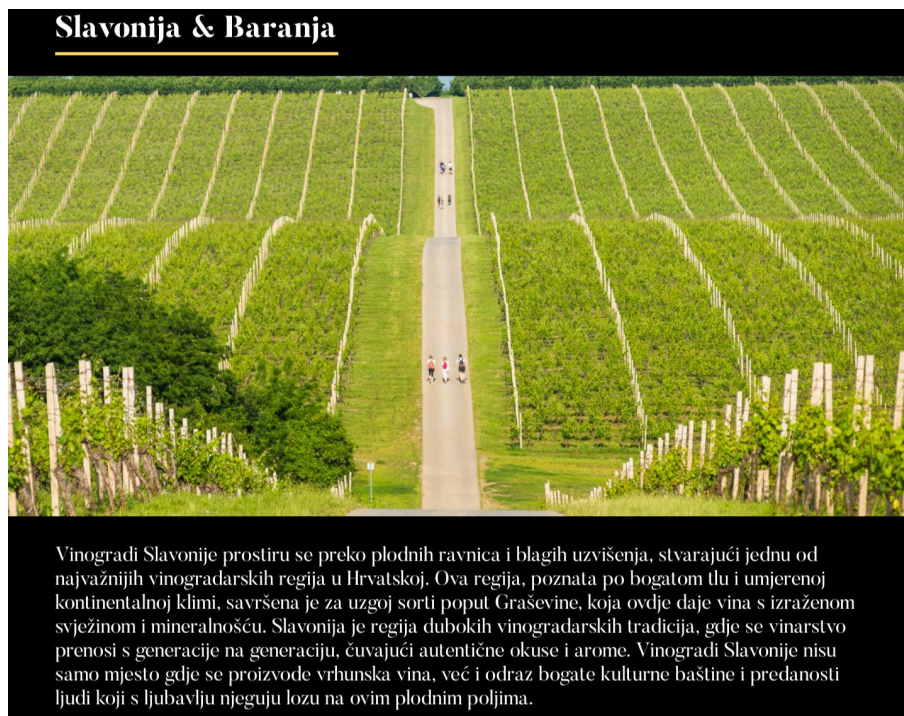 Slavonija & Baranja
Vinogradi Slavonije prostiru se preko plodnih ravnica i blagih uzvišenja, stvarajući jednu od
najvažnijih vinogradarskih regija u Hrvatskoj. Ova regija, poznata po bogatom tlu i umjerenoj
kontinentalnoj klimi, savršena je za uzgoj sorti poput Graševine, koja ovdje daje vina s izraženom
svježinom i mineralnošću. Slavonija je regija dubokih vinogradarskih tradicija, gdje se vinarstvo
prenosi s generacije na generaciju, čuvajući autentične okuse i arome. Vinogradi Slavonije nisu
samo mjesto gdje se proizvode vrhunska vina, već i odraz bogate kulturne baštine i predanosti
ljudi koji s ljubavlju njeguju lozu na ovim plodnim poljima.